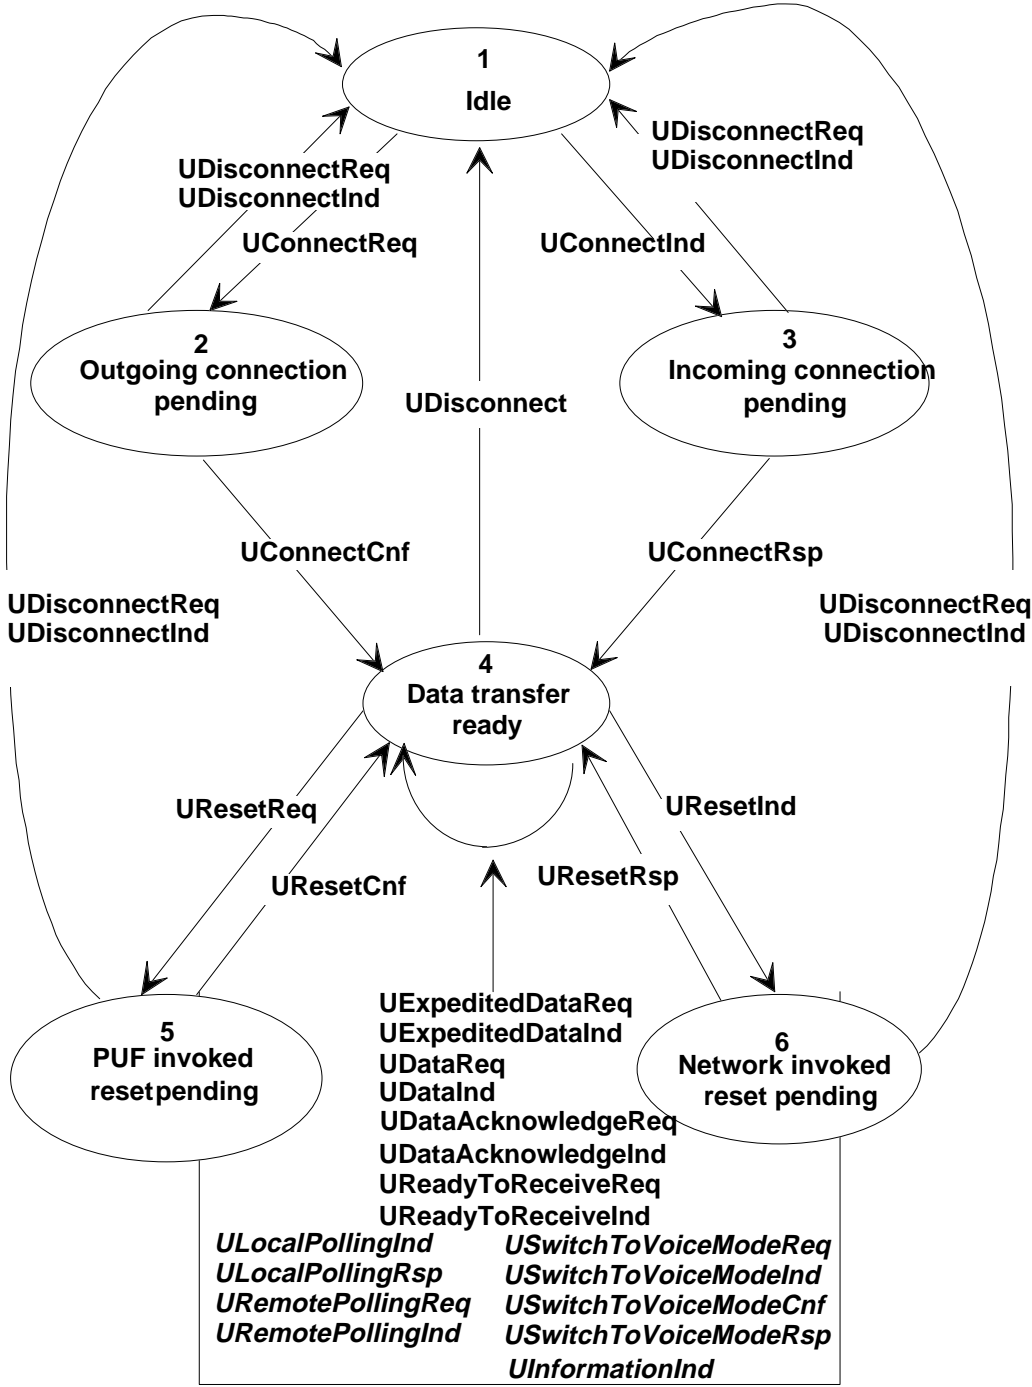 1
Idle
UDisconnectReq
UDisconnectInd
UDisconnectReq
UDisconnectInd
UConnectReq
UConnectInd
2
Outgoing connection
pending
3
Incoming connection
pending
UDisconnect
UConnectCnf
UConnectRsp
UDisconnectReq
UDisconnectInd
UDisconnectReq
UDisconnectInd
4
Data transfer
ready
UResetReq
UResetInd
UResetCnf
UResetRsp
5
PUF invoked
resetpending
6
Network invoked
reset pending
UExpeditedDataReq
UExpeditedDataInd
UDataReq
UDataInd
UDataAcknowledgeReq
UDataAcknowledgeInd
UReadyToReceiveReq
UReadyToReceiveInd
ULocalPollingInd
ULocalPollingRsp
URemotePollingReq
URemotePollingInd
USwitchToVoiceModeReq
USwitchToVoiceModeInd
USwitchToVoiceModeCnf
USwitchToVoiceModeRsp
UInformationInd